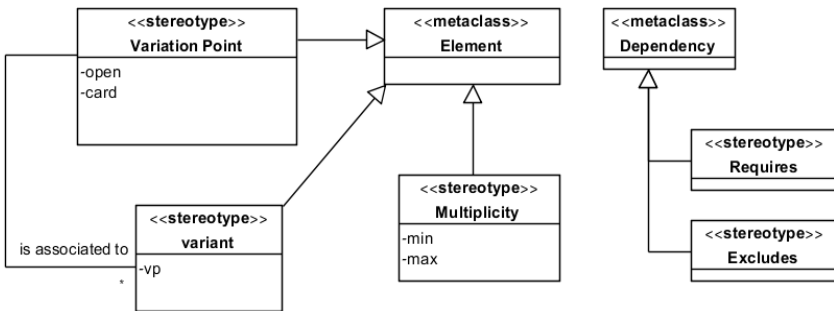 <<stereotype>>
Variation Point
-open
-card
<<metaclass>>
Element
<<metaclass>>
Dependency
<<stereotype>>
Requires
<<stereotype>>
Multiplicity
-min
-max
<<stereotype>>
variant
-vp
is associated to
*
<<stereotype>>
Excludes